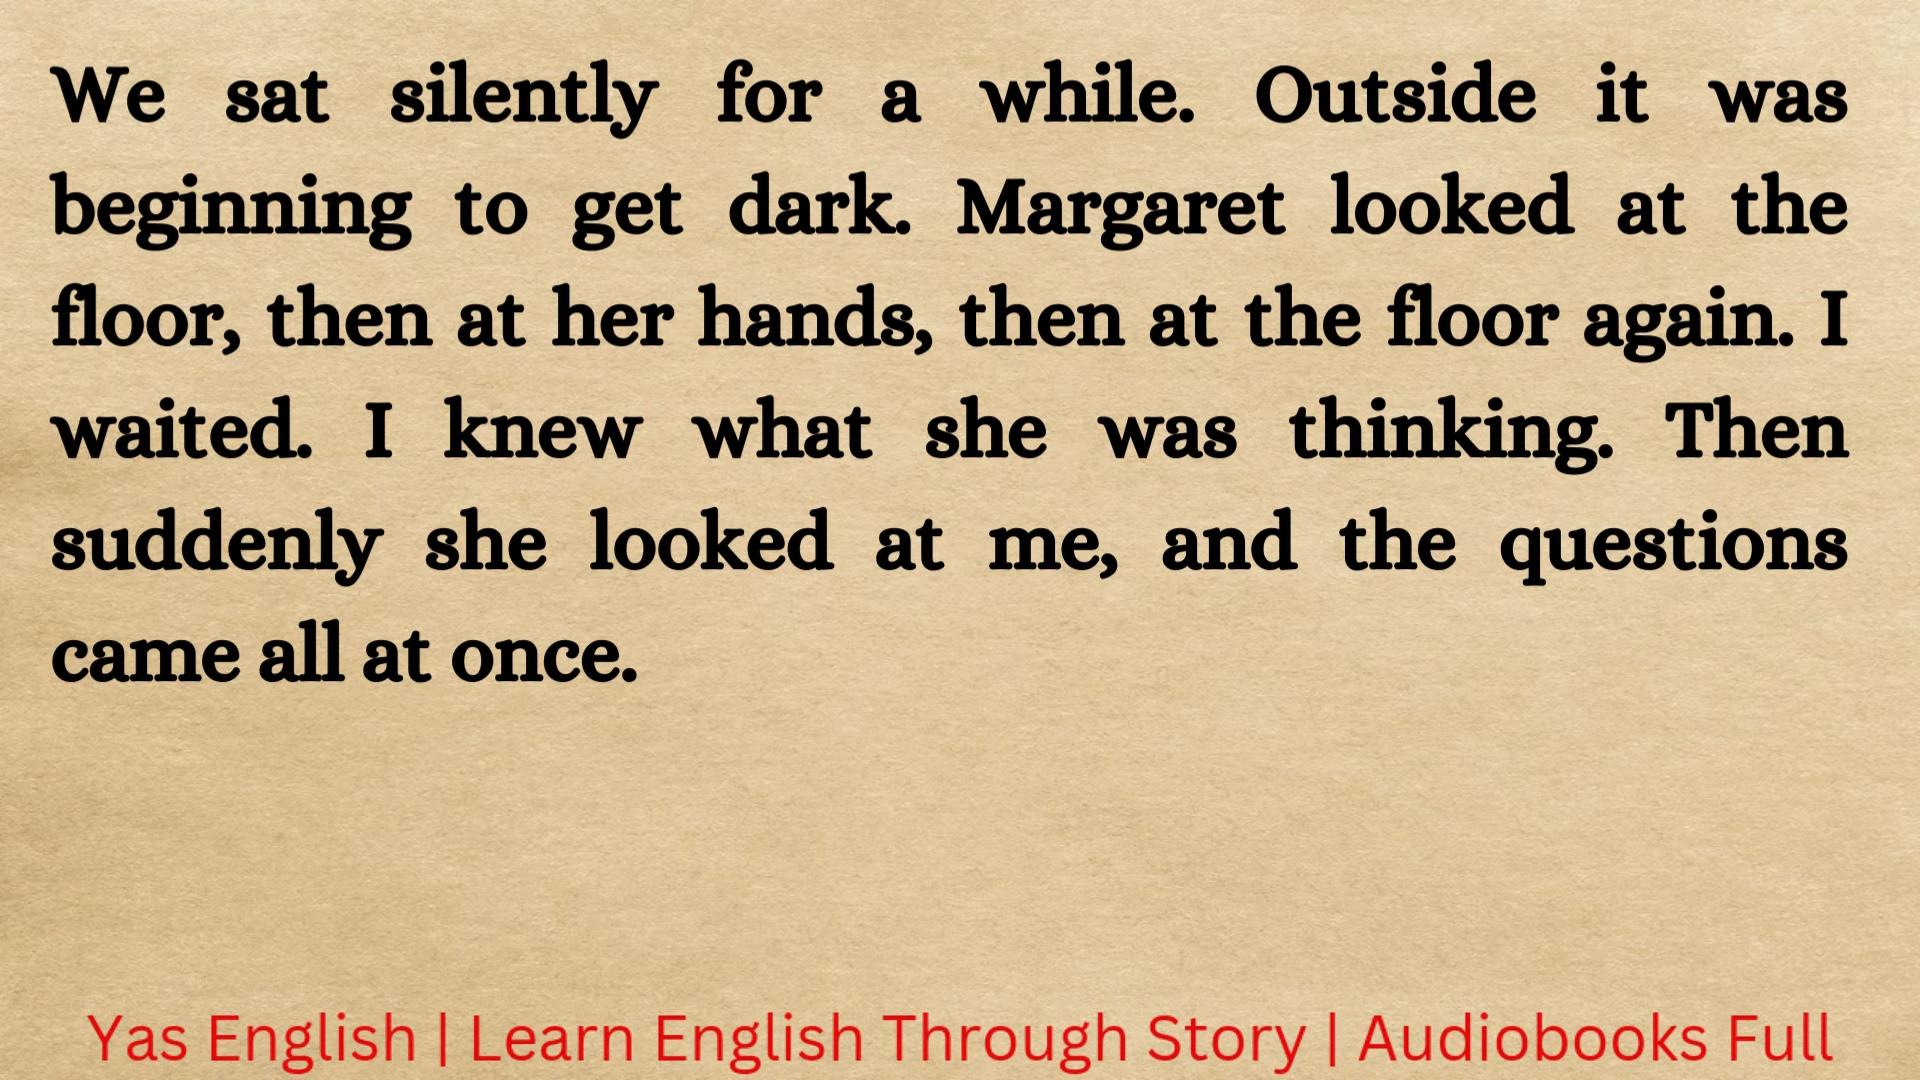 We sat silently for a while. Outside it was
beginning to get dark. Margaret looked at the
floor, then at her hands, then at the floor again. I
waited. I knew what she was thinking. Then
suddenly she looked at me, and the questions
came all at once.
Yas English | Learn English Through Story | Audiobooks Full